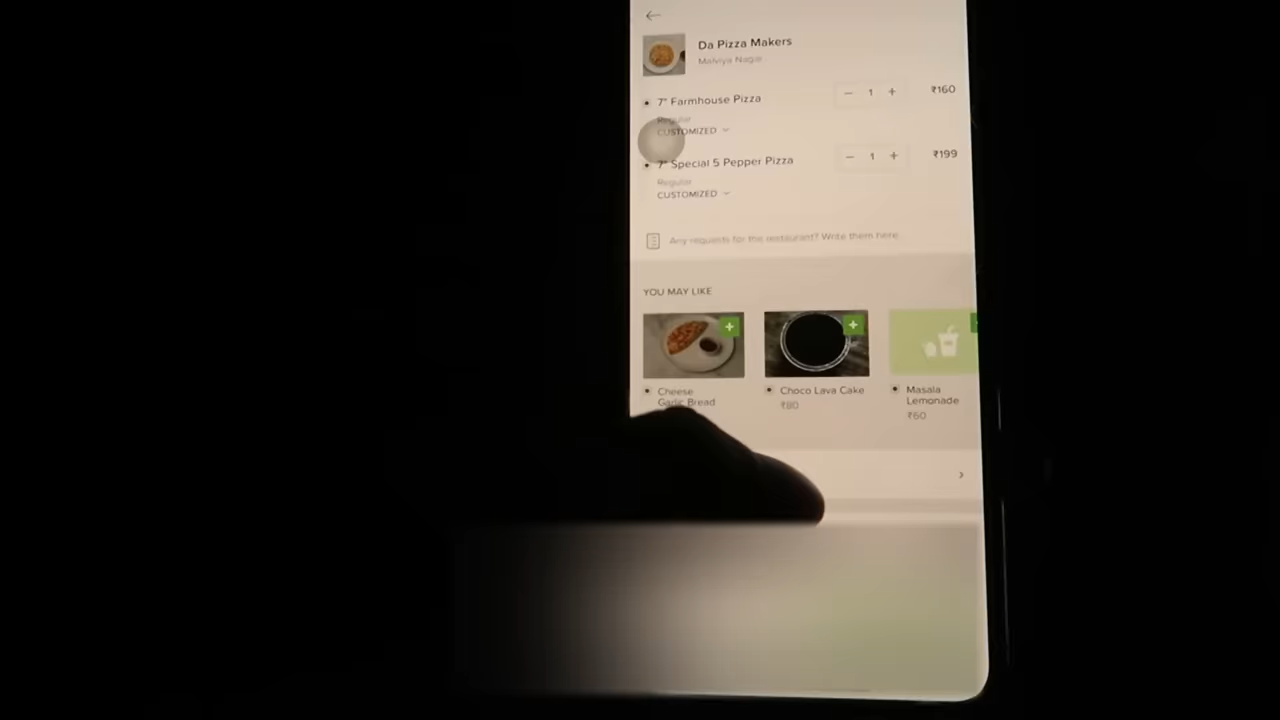 Da Pizza Makers
Malviya Nagar
7" Farmhouse Pizza
− 1 +
₹160
Regular
CUSTOMIZED
7" Special 5 Pepper Pizza
− 1 +
₹199
Regular
CUSTOMIZED
Any requests for the restaurant? Write them here
YOU MAY LIKE
Cheese
Garlic Bread
Choco Lava Cake
₹80
Masala
Lemonade
₹60